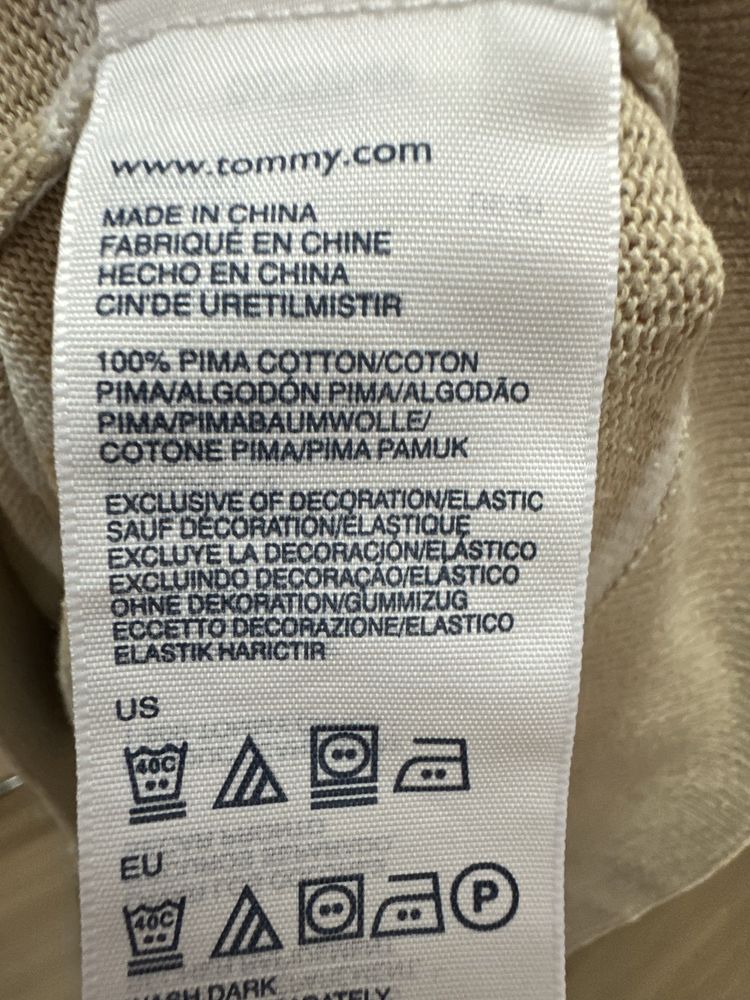 www.tommy.com
MADE IN CHINA
FABRIQUÉ EN CHINE
HECHO EN CHINA
CIN'DE URETILMISTIR
100% PIMA COTTON/COTON
PIMA/ALGODÓN PIMA/ALGODÃO
PIMA/PIMABAUMWOLLE/
COTONE PIMA/PIMA PAMUK
EXCLUSIVE OF DECORATION/ELASTIC
SAUF DÉCORATION/ÉLASTIQUE
EXCLUYE LA DECORACIÓN/ELÁSTICO
EXCLUINDO DECORAÇÃO/ELÁSTICO
OHNE DEKORATION/GUMMIZUG
ECCETTO DECORAZIONE/ELASTICO
ELASTIK HARICTIR
US
40C
EU
40C P
WASH DARK